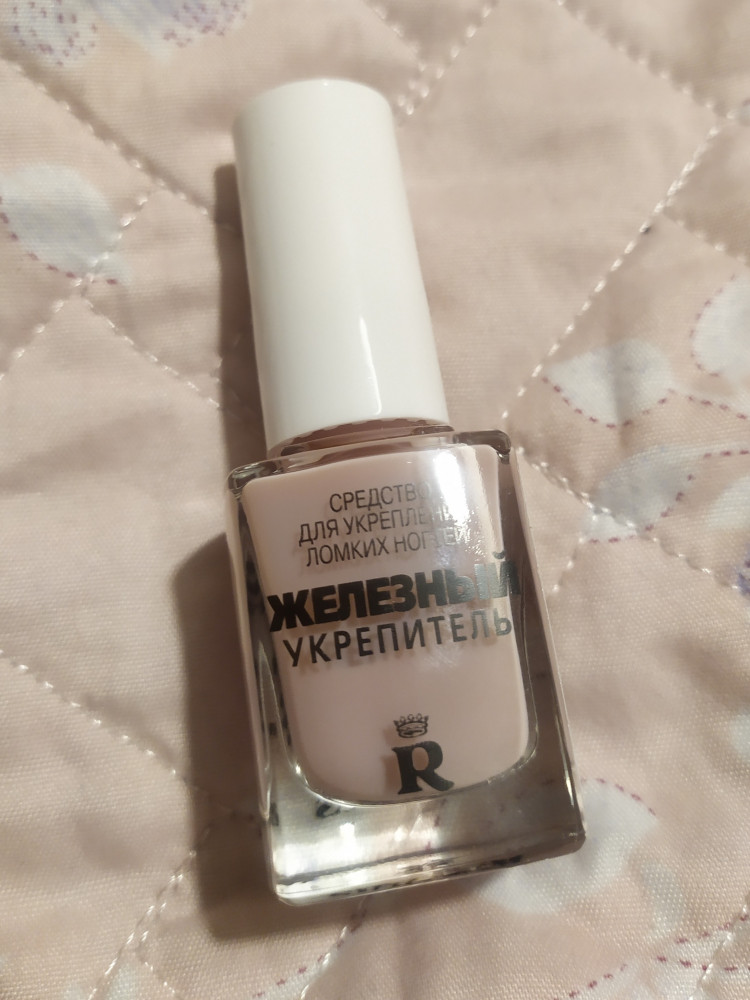 СРЕДСТВО
ДЛЯ УКРЕПЛЕНИЯ
ЛОМКИХ НОГТЕЙ
ЖЕЛЕЗНЫЙ
УКРЕПИТЕЛЬ
R